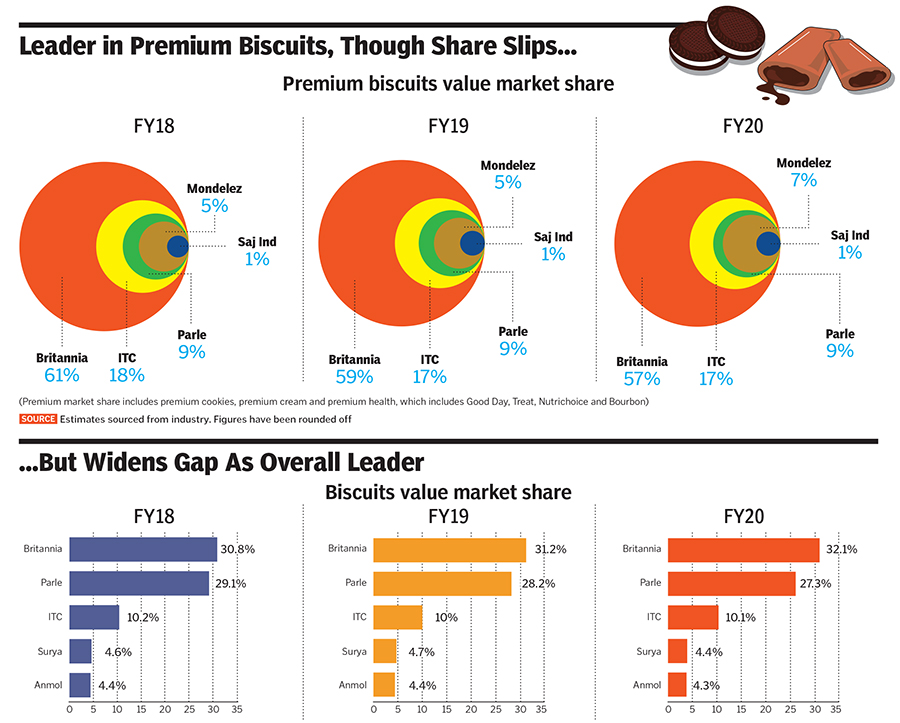 Leader in Premium Biscuits, Though Share Slips...
Premium biscuits value market share
FY18
Mondelez
5%
Saj Ind
1%
Parle
9%
Britannia
61%
ITC
18%
FY19
Mondelez
5%
Saj Ind
1%
Parle
9%
Britannia
59%
ITC
17%
FY20
Mondelez
7%
Saj Ind
1%
Parle
9%
Britannia
57%
ITC
17%
(Premium market share includes premium cookies, premium cream and premium health, which includes Good Day, Treat, Nutrichoice and Bourbon)
SOURCE Estimates sourced from industry. Figures have been rounded off
...But Widens Gap As Overall Leader
Biscuits value market share
FY18
Britannia 30.8%
Parle 29.1%
ITC 10.2%
Surya 4.6%
Anmol 4.4%
0 5 10 15 20 25 30 35
FY19
Britannia 31.2%
Parle 28.2%
ITC 10%
Surya 4.7%
Anmol 4.4%
0 5 10 15 20 25 30 35
FY20
Britannia 32.1%
Parle 27.3%
ITC 10.1%
Surya 4.4%
Anmol 4.3%
0 5 10 15 20 25 30 35